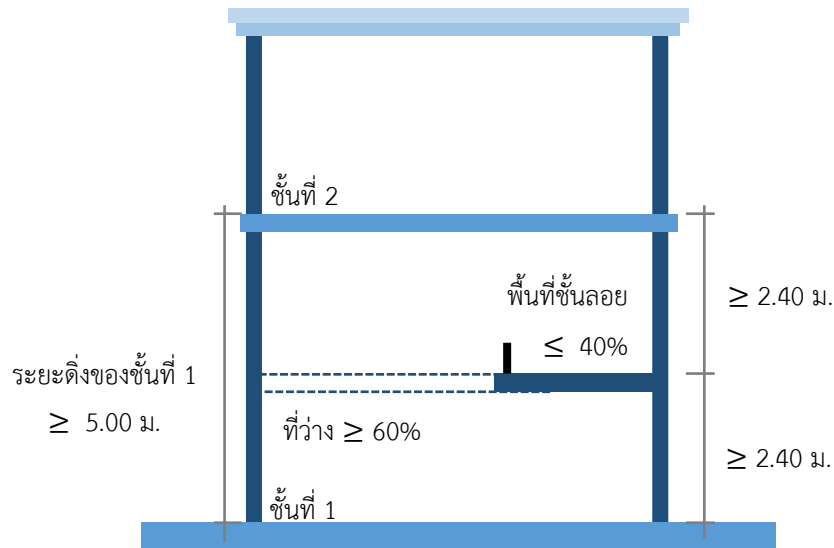 ชั้นที่ 2
พื้นที่ชั้นลอย
≤ 40%
≥ 2.40 ม.
ระยะดิ่งของชั้นที่ 1
≥ 5.00 ม.
ที่ว่าง ≥ 60%
≥ 2.40 ม.
ชั้นที่ 1